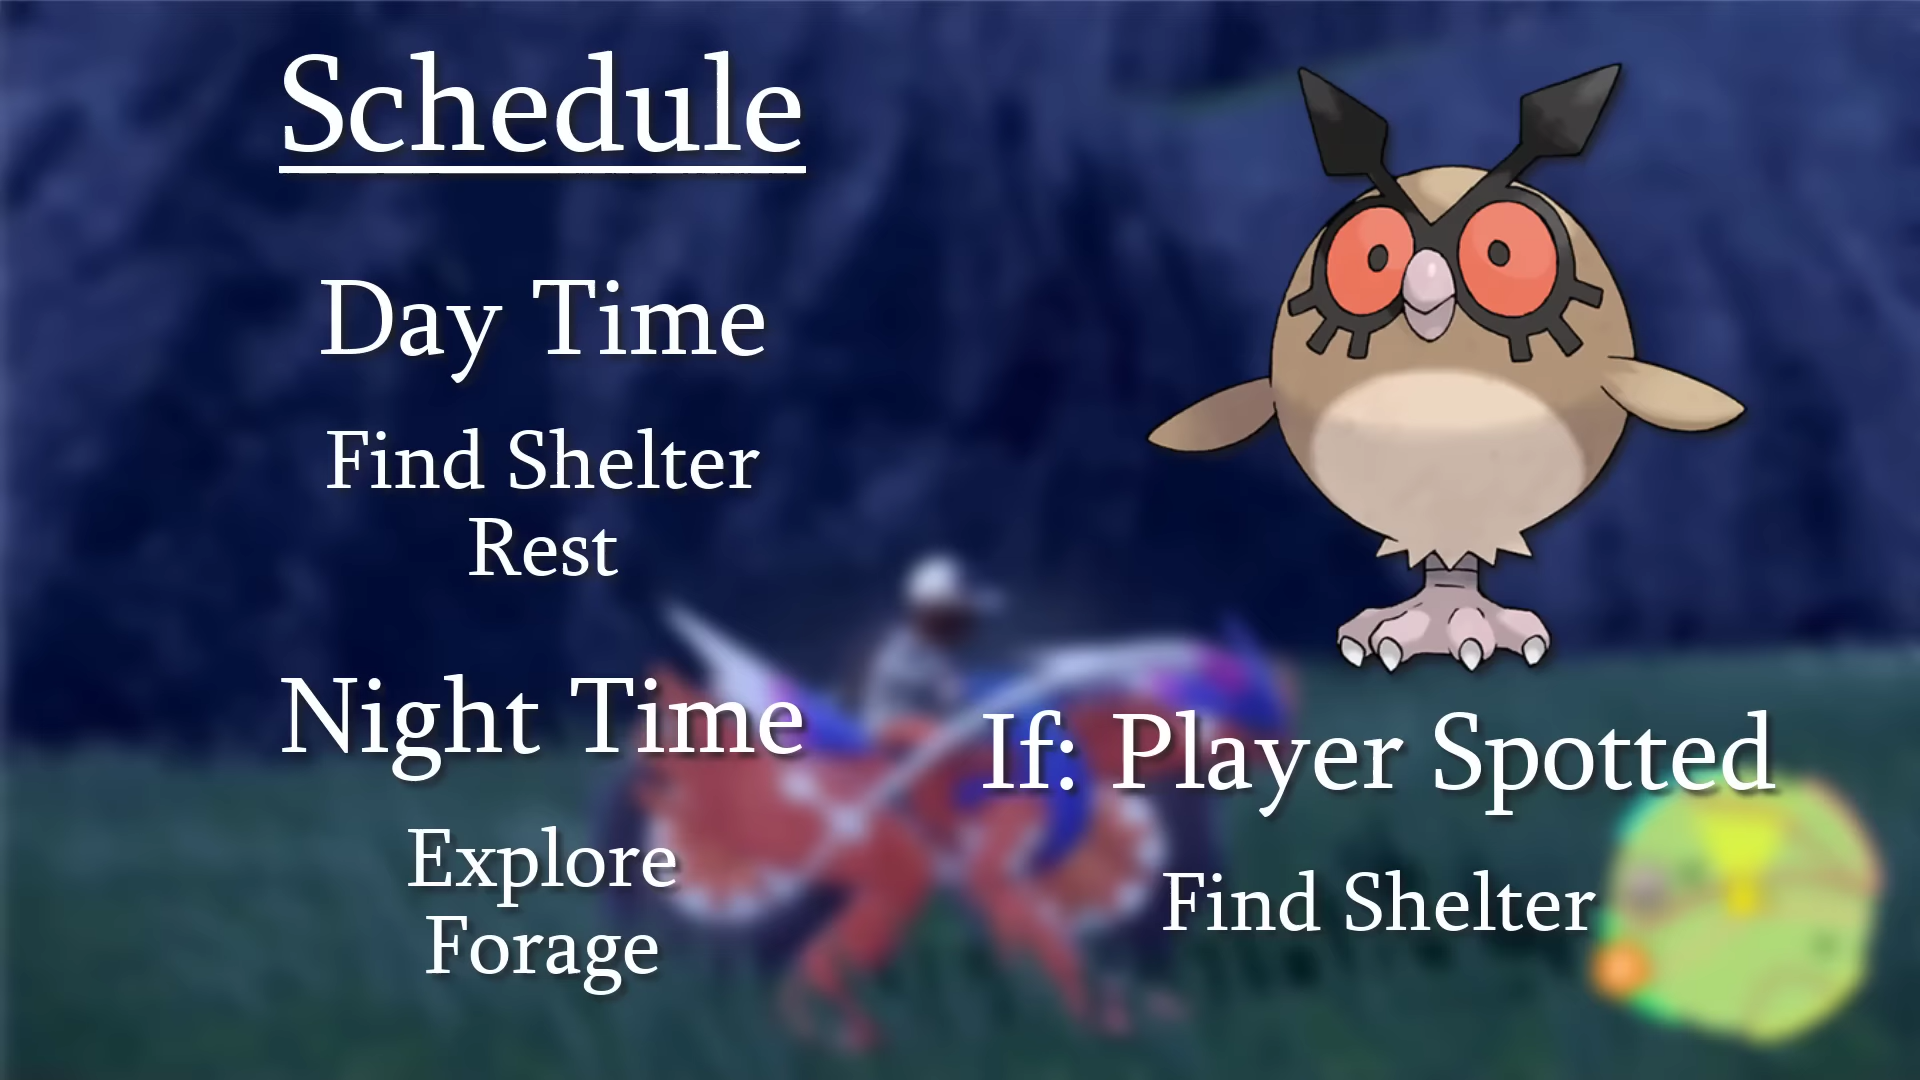 Schedule
Day Time
Find Shelter
Rest
Night Time
Explore
Forage
If: Player Spotted
Find Shelter